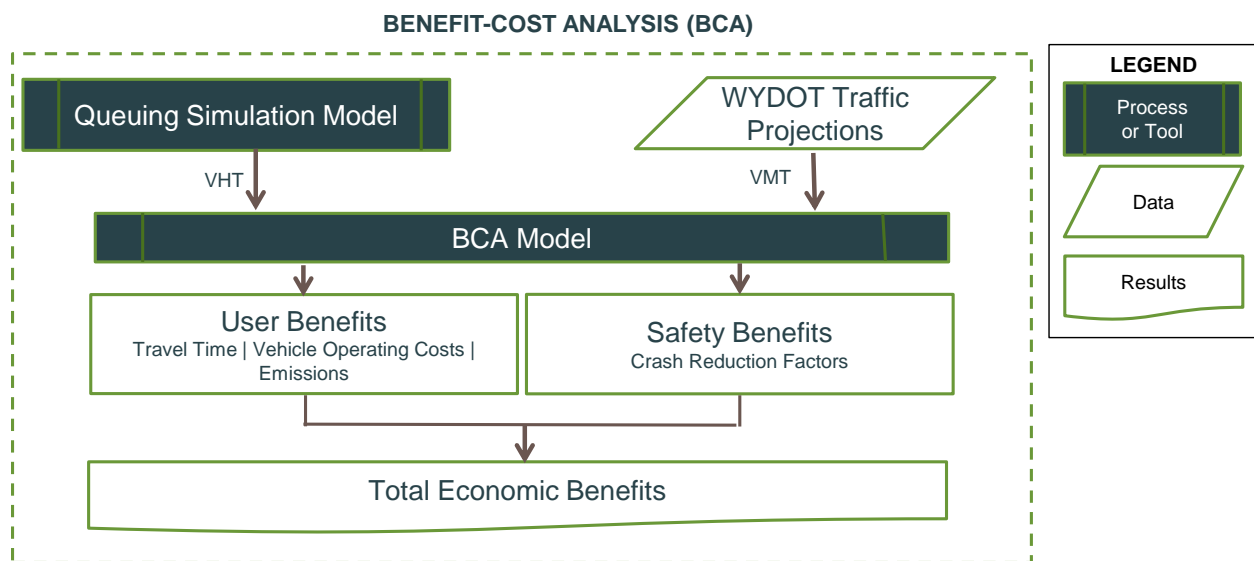 BENEFIT-COST ANALYSIS (BCA)
Queuing Simulation Model
WYDOT Traffic
Projections
VHT
VMT
BCA Model
User Benefits
Travel Time | Vehicle Operating Costs |
Emissions
Safety Benefits
Crash Reduction Factors
Total Economic Benefits
LEGEND
Process
or Tool
Data
Results